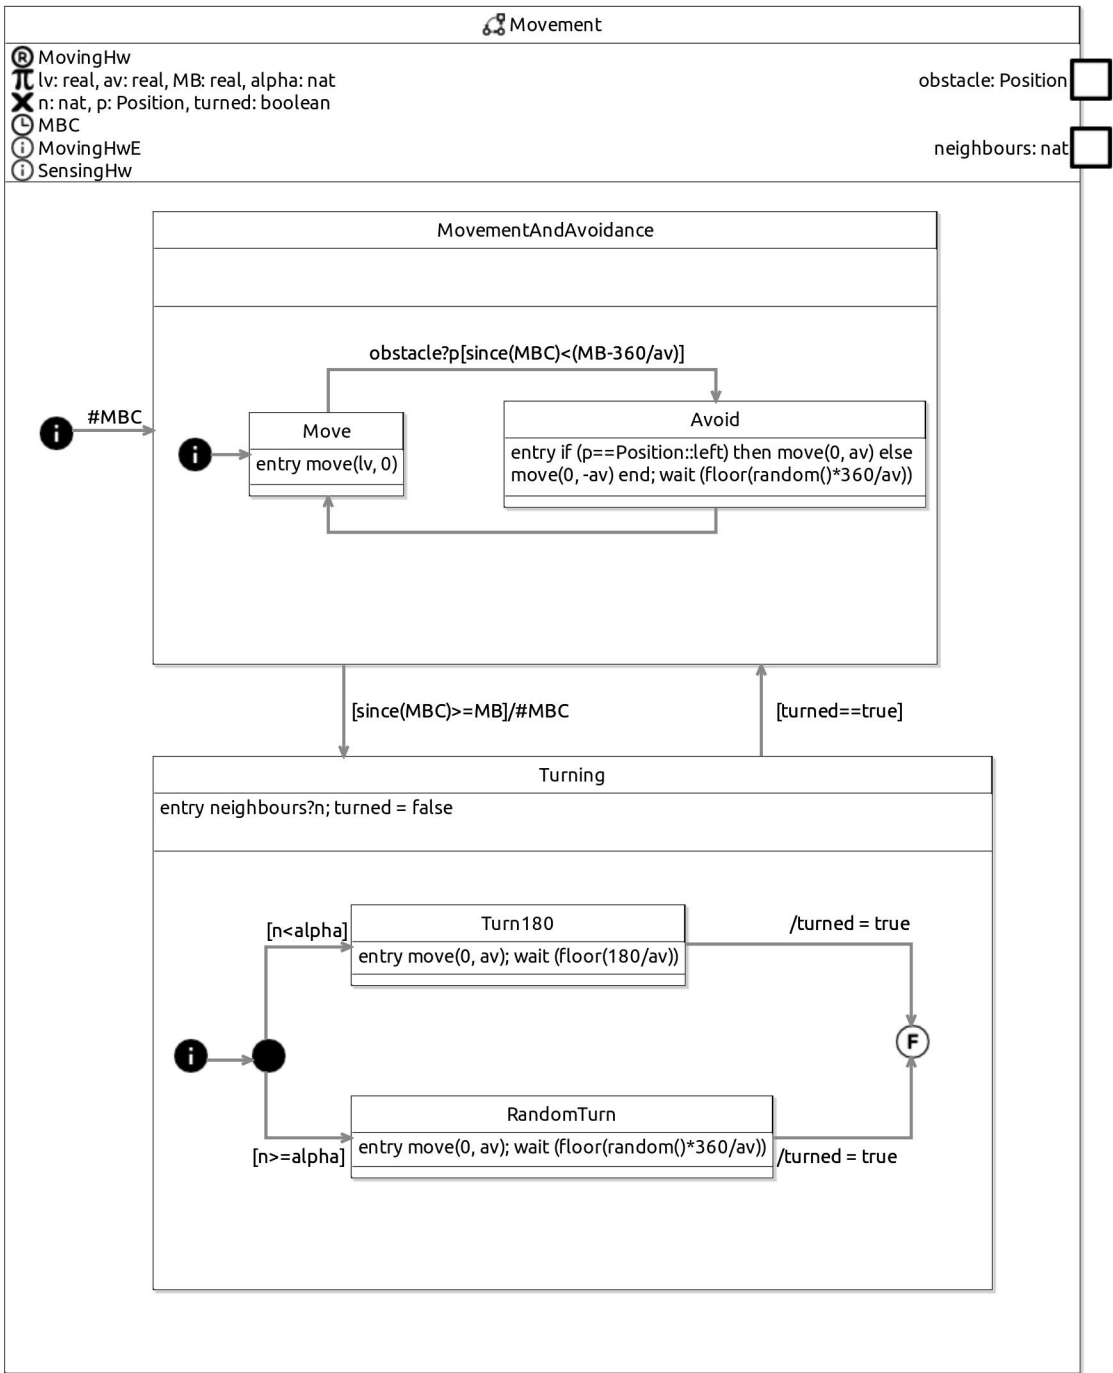 Movement
R MovingHw
π lv: real, av: real, MB: real, alpha: nat
obstacle: Position
n: nat, p: Position, turned: boolean
MBC
i MovingHwE
neighbours: nat
i SensingHw
MovementAndAvoidance
obstacle?p[since(MBC)<(MB-360/av)]
#MBC
i
i
Move
entry move(lv, 0)
Avoid
entry if (p==Position::left) then move(0, av) else
move(0, -av) end; wait (floor(random()*360/av))
[since(MBC)>=MB]/#MBC
[turned==true]
Turning
entry neighbours?n; turned = false
[n<alpha]
Turn180
entry move(0, av); wait (floor(180/av))
/turned = true
i
F
[n>=alpha]
RandomTurn
entry move(0, av); wait (floor(random()*360/av))
/turned = true